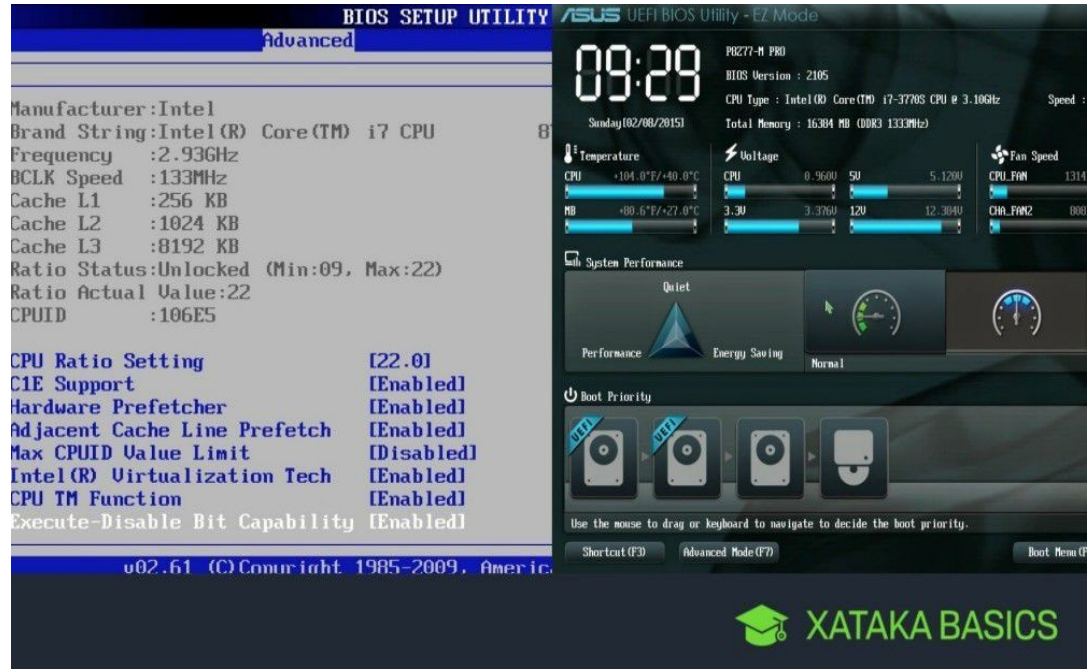 BIOS SETUP UTILITY
Advanced
Manufacturer:Intel
Brand String:Intel(R) Core(TM) i7 CPU 8
Frequency :2.93GHz
BCLK Speed :133MHz
Cache L1 :256 KB
Cache L2 :1024 KB
Cache L3 :8192 KB
Ratio Status:Unlocked (Min:09, Max:22)
Ratio Actual Value:22
CPUID :106E5
CPU Ratio Setting [22.0]
C1E Support [Enabled]
Hardware Prefetcher [Enabled]
Adjacent Cache Line Prefetch [Enabled]
Max CPUID Value Limit [Disabled]
Intel(R) Virtualization Tech [Enabled]
CPU TM Function [Enabled]
Execute-Disable Bit Capability [Enabled]
v02.61 (C)Copyright 1985-2009, Americ
ASUS UEFI BIOS Utility - EZ Mode
09:29
Sunday[02/08/2015]
P8Z77-M PRO
BIOS Version : 2105
CPU Type : Intel(R) Core(TM) i7-3770S CPU @ 3.10GHz Speed :
Total Memory : 16384 MB (DDR3 1333MHz)
Temperature
CPU +104.0°F/+40.0°C
MB +80.6°F/+27.0°C
Voltage
CPU 0.960V 5V 5.120V
3.3V 3.376V 12V 12.384V
Fan Speed
CPU_FAN 1314
CHA_FAN2
System Performance
Quiet
Performance
Energy Saving
Normal
Boot Priority
UEFI
UEFI
Use the mouse to drag or keyboard to navigate to decide the boot priority.
Shortcut(F3) Advanced Mode(F7) Boot Menu(F
XATAKA BASICS